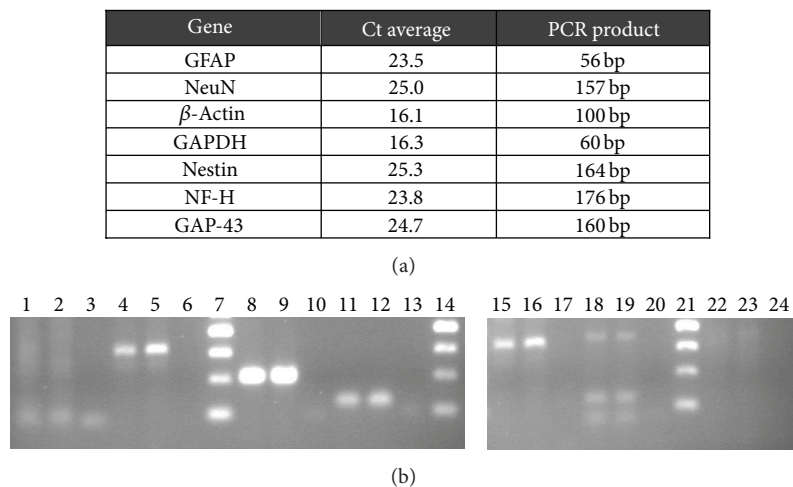 Gene Ct average PCR product
GFAP 23.5 56 bp
NeuN 25.0 157 bp
β-Actin 16.1 100 bp
GAPDH 16.3 60 bp
Nestin 25.3 164 bp
NF-H 23.8 176 bp
GAP-43 24.7 160 bp
(a)
1 2 3 4 5 6 7 8 9 10 11 12 13 14 15 16 17 18 19 20 21 22 23 24
(b)